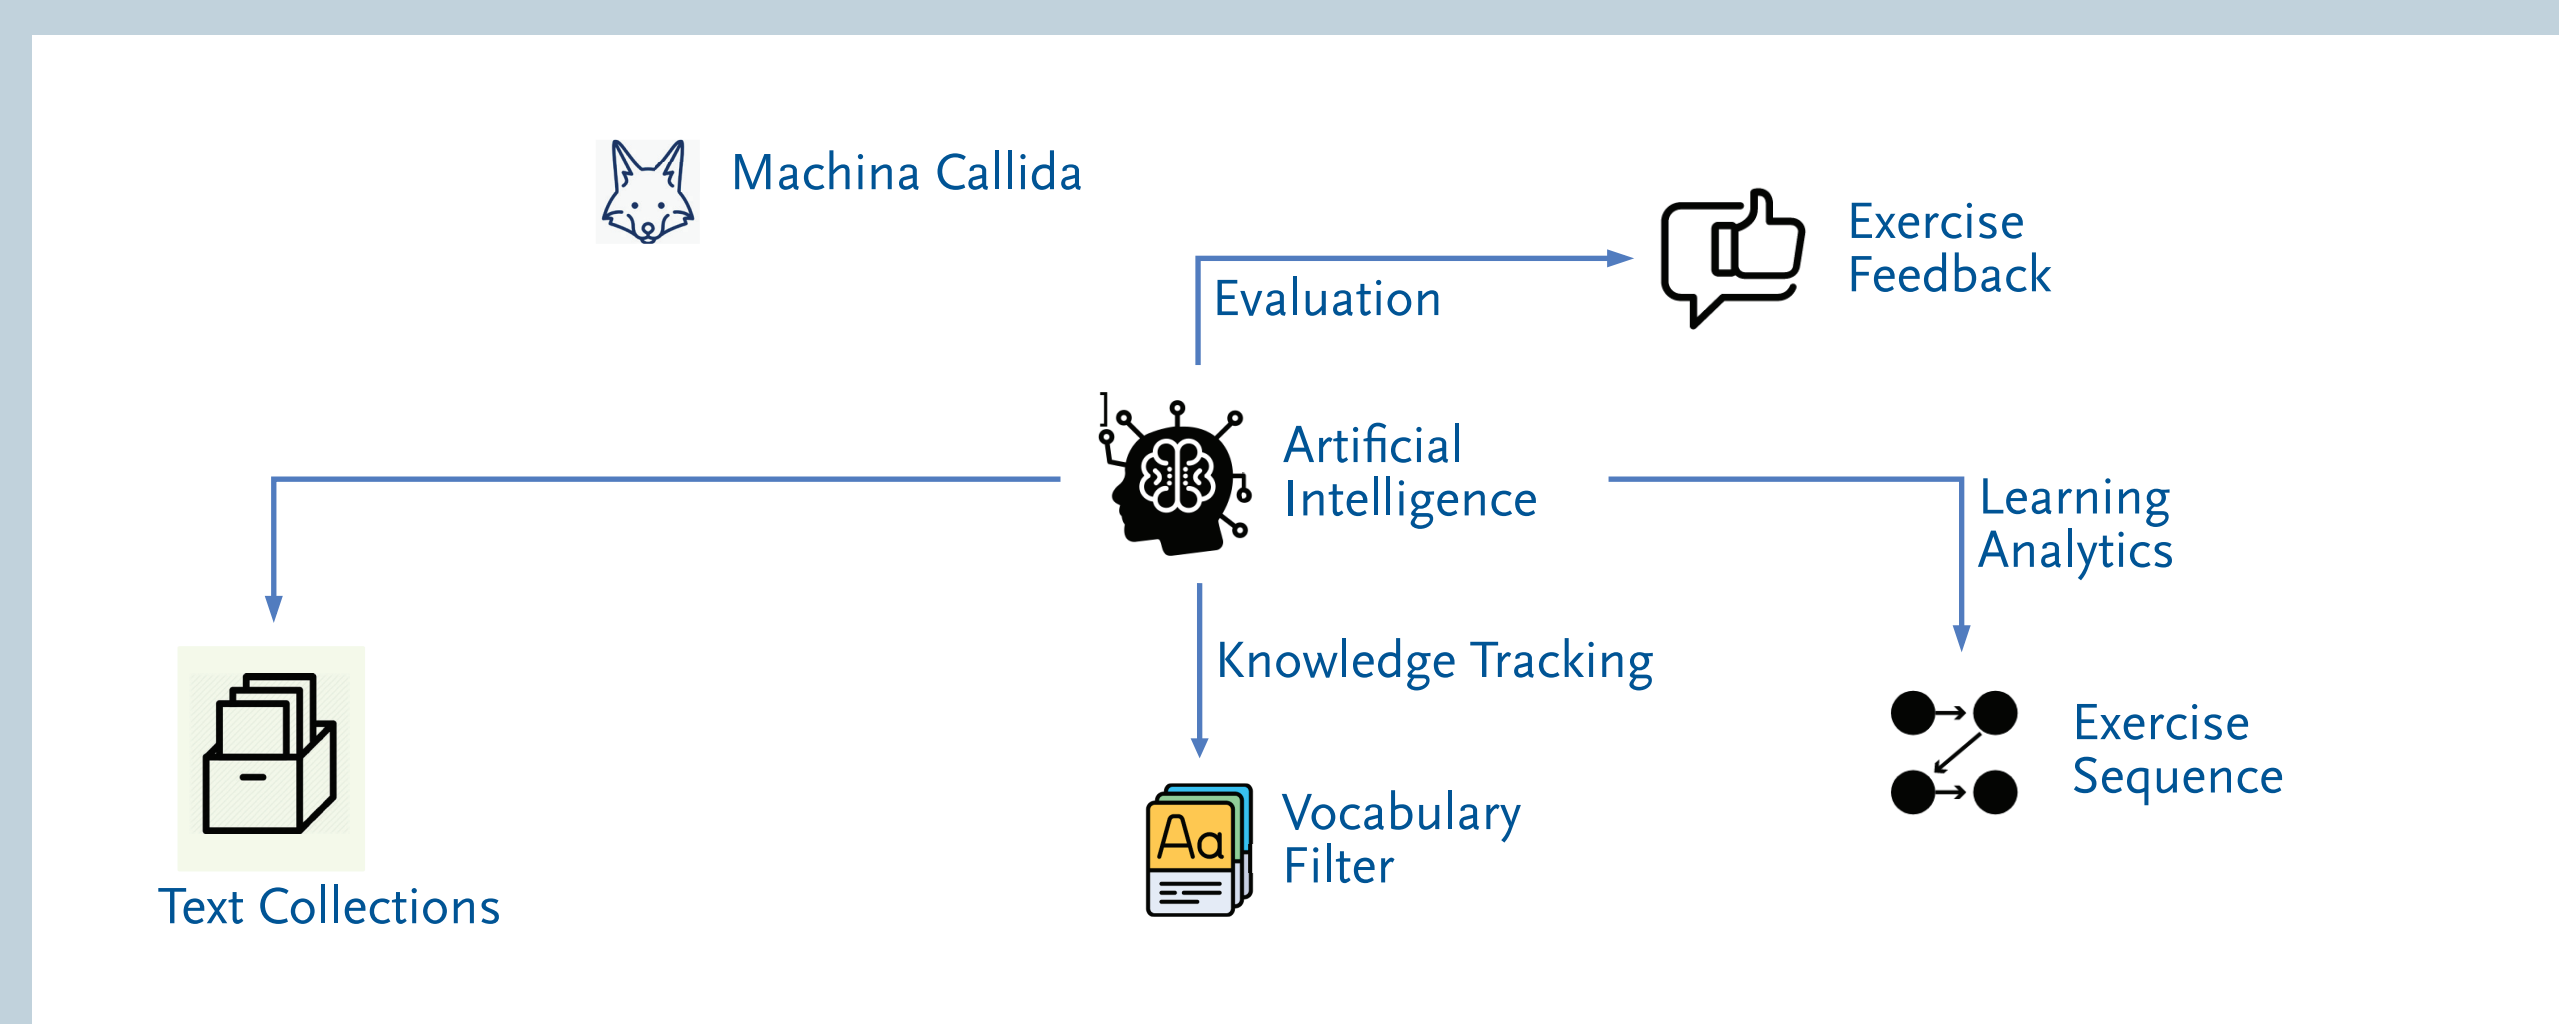 Machina Callida
Exercise
Feedback
Evaluation
]
Artificial
Intelligence
Learning
Analytics
Knowledge Tracking
Exercise
Sequence
Aa
Vocabulary
Filter
Text Collections